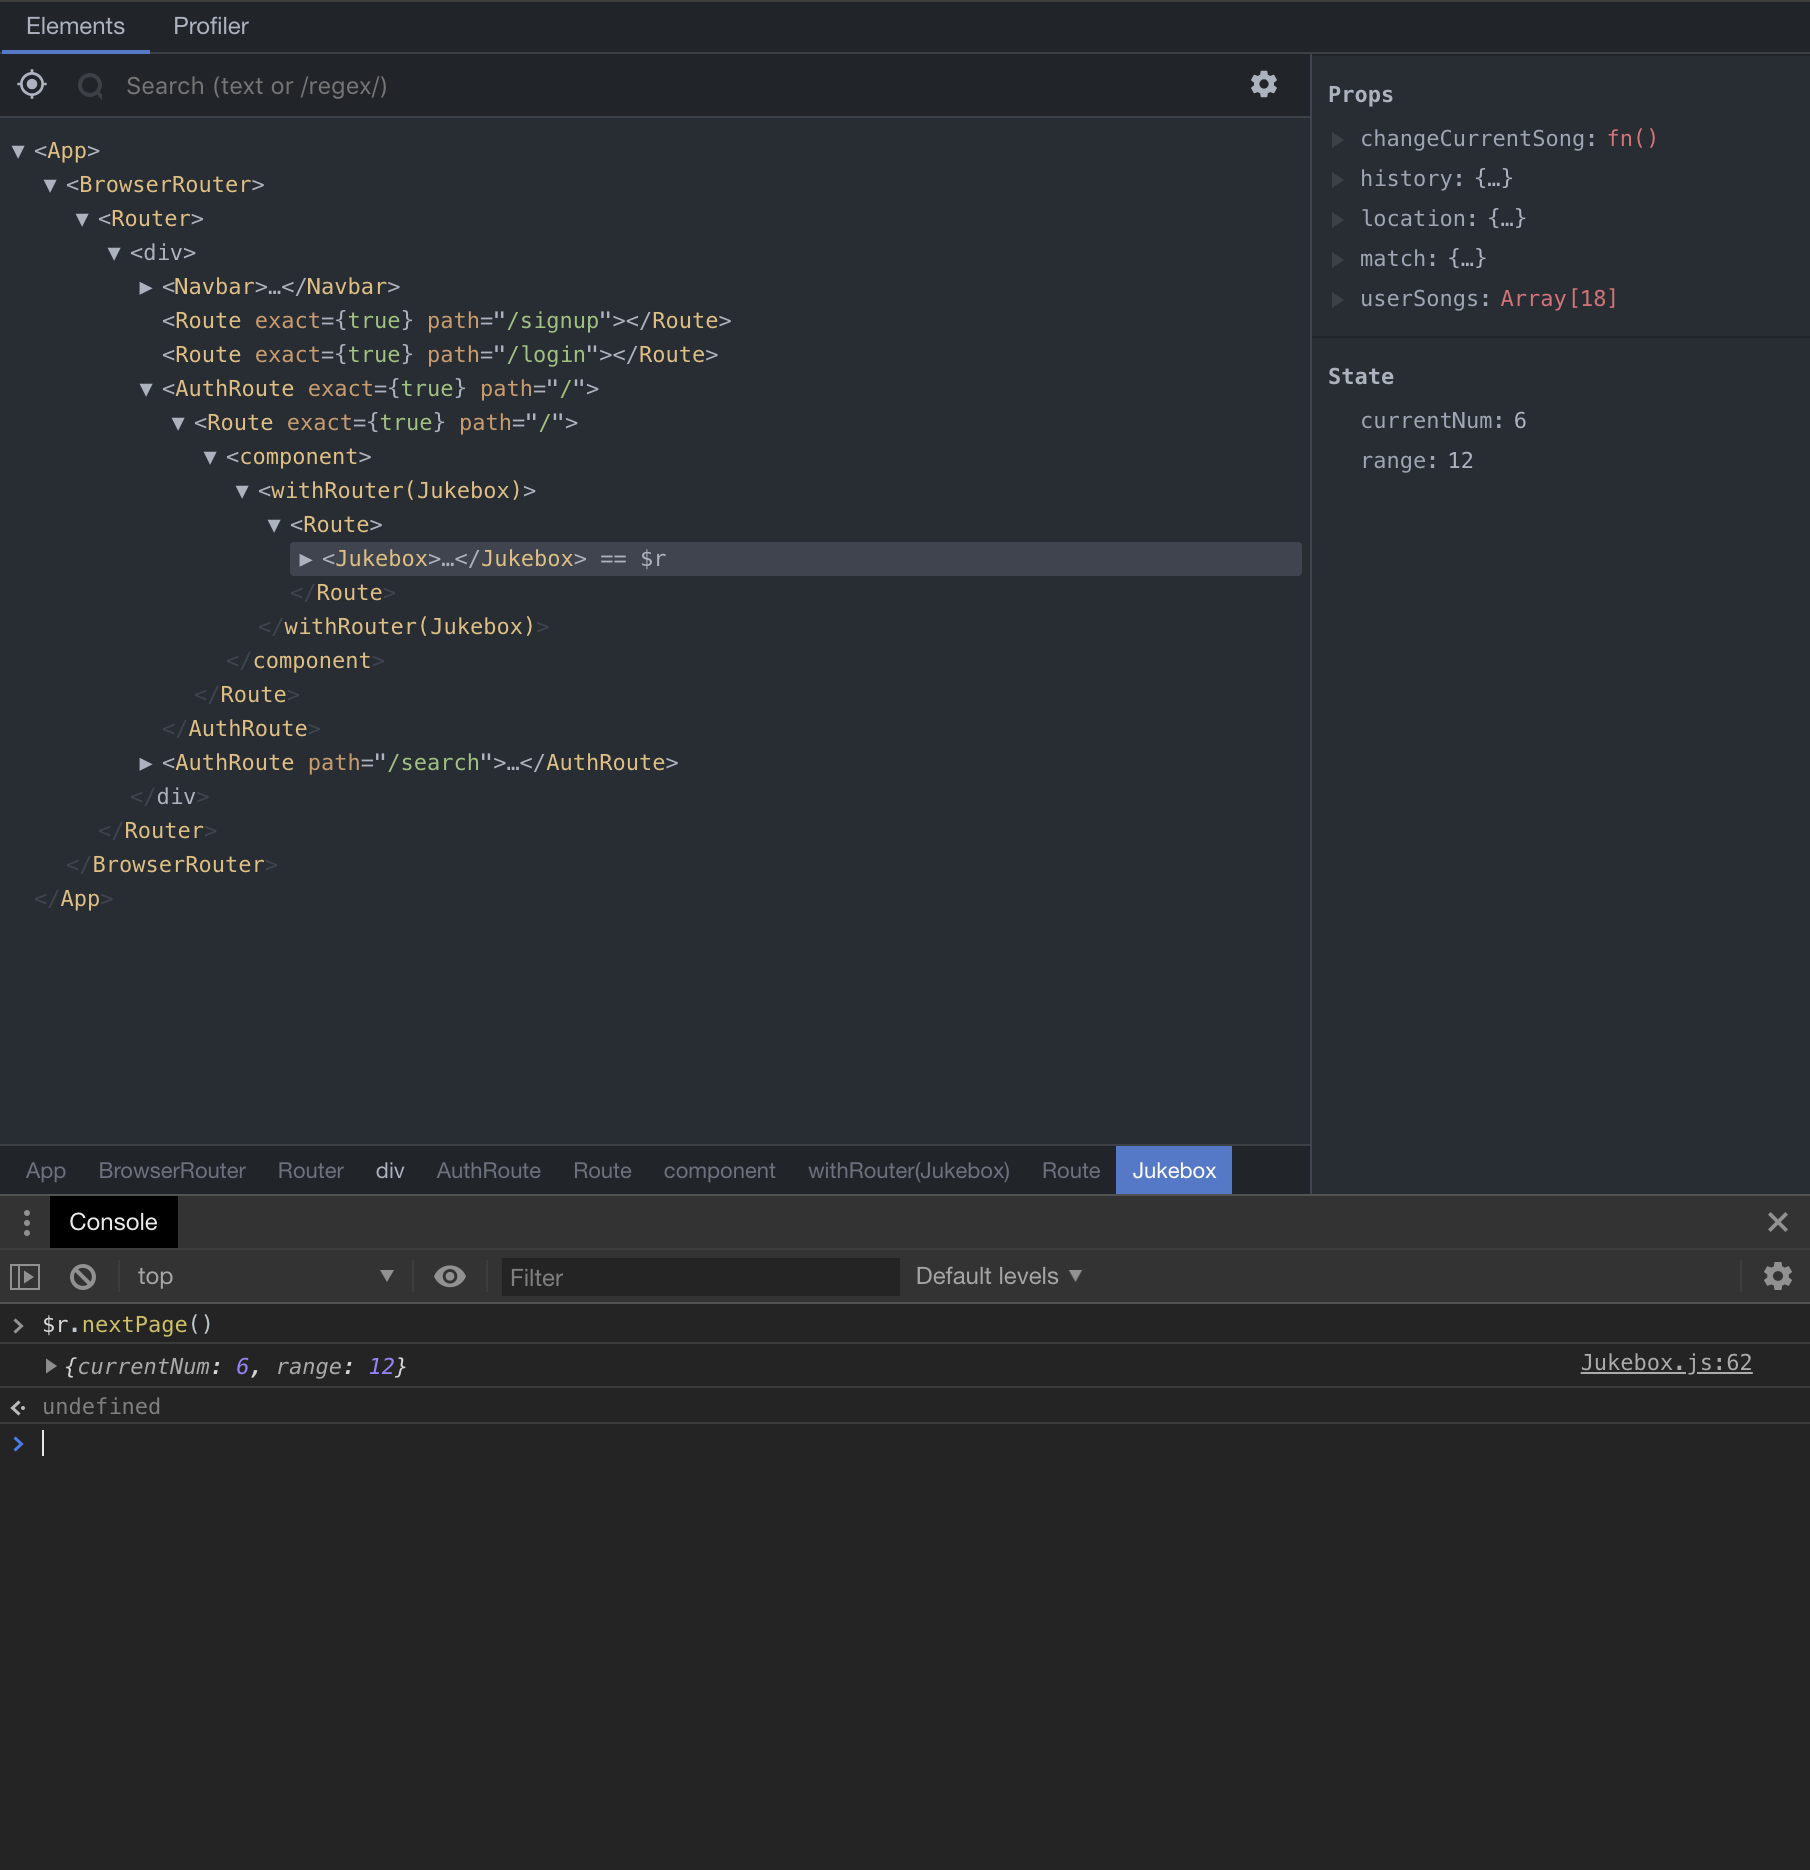 Elements Profiler
Search (text or /regex/)
▼ <App>
▼ <BrowserRouter>
▼ <Router>
▼ <div>
▶ <Navbar>…</Navbar>
<Route exact={true} path="/signup"></Route>
<Route exact={true} path="/login"></Route>
▼ <AuthRoute exact={true} path="/">
▼ <Route exact={true} path="/">
▼ <component>
▼ <withRouter(Jukebox)>
▼ <Route>
▶ <Jukebox>…</Jukebox> == $r
</Route>
</withRouter(Jukebox)>
</component>
</Route>
</AuthRoute>
▶ <AuthRoute path="/search">…</AuthRoute>
</div>
</Router>
</BrowserRouter>
</App>
Props
▶ changeCurrentSong: fn()
▶ history: {…}
▶ location: {…}
▶ match: {…}
▶ userSongs: Array[18]
State
currentNum: 6
range: 12
App BrowserRouter Router div AuthRoute Route component withRouter(Jukebox) Route Jukebox
Console
top ▼ Filter Default levels ▼
> $r.nextPage()
▶ {currentNum: 6, range: 12} Jukebox.js:62
undefined
>